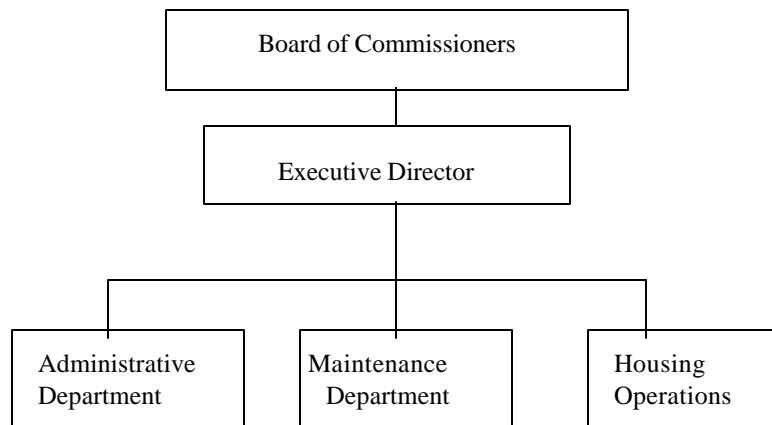 Board of Commissioners
Executive Director
Administrative
Department
Maintenance
Department
Housing
Operations